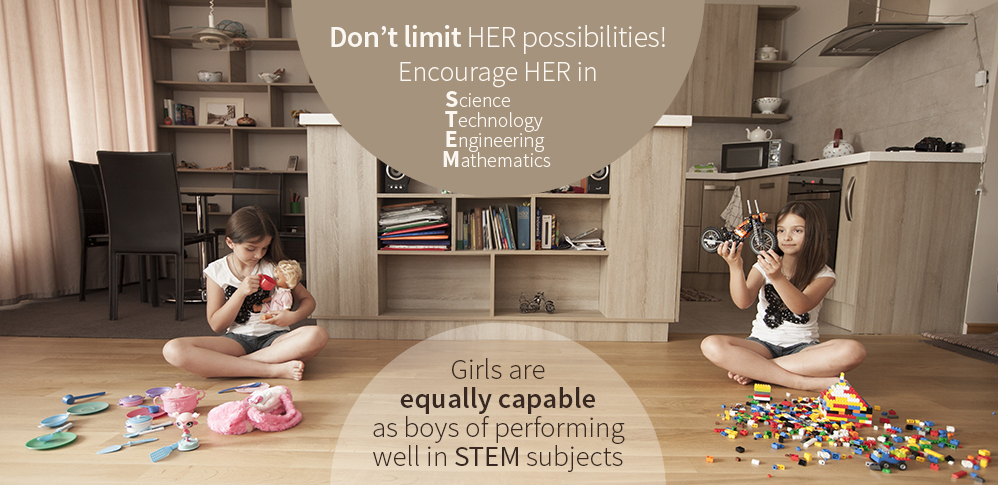 Don't limit HER possibilities!
Encourage HER in
Science
Technology
Engineering
Mathematics
Girls are
equally capable
as boys of performing
well in STEM subjects